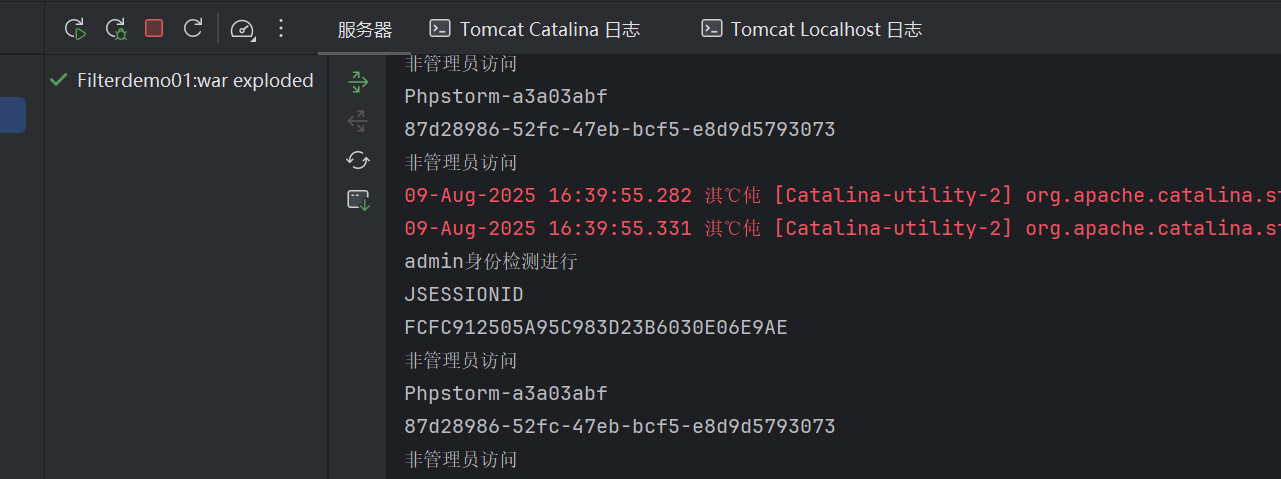 服务器
Tomcat Catalina 日志
Tomcat Localhost 日志
Filterdemo01:war exploded
非管理员访问
Phpstorm-a3a03abf
87d28986-52fc-47eb-bcf5-e8d9d5793073
非管理员访问
09-Aug-2025 16:39:55.282 淇℃伅 [Catalina-utility-2] org.apache.catalina.st
09-Aug-2025 16:39:55.331 淇℃伅 [Catalina-utility-2] org.apache.catalina.st
admin身份检测进行
JSESSIONID
FCFC912505A95C983D23B6030E06E9AE
非管理员访问
Phpstorm-a3a03abf
87d28986-52fc-47eb-bcf5-e8d9d5793073
非管理员访问